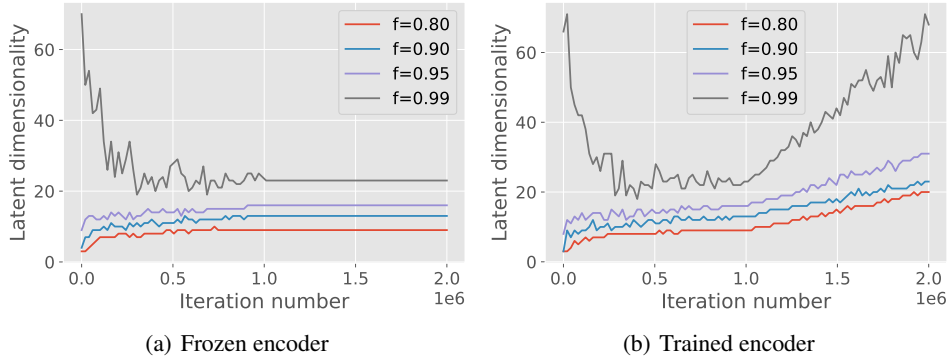 Latent dimensionality
60
40
20
0
f=0.80
f=0.90
f=0.95
f=0.99
0.0 0.5 1.0 1.5 2.0
Iteration number
1e6
(a) Frozen encoder
Latent dimensionality
60
40
20
0
f=0.80
f=0.90
f=0.95
f=0.99
0.0 0.5 1.0 1.5 2.0
Iteration number
1e6
(b) Trained encoder